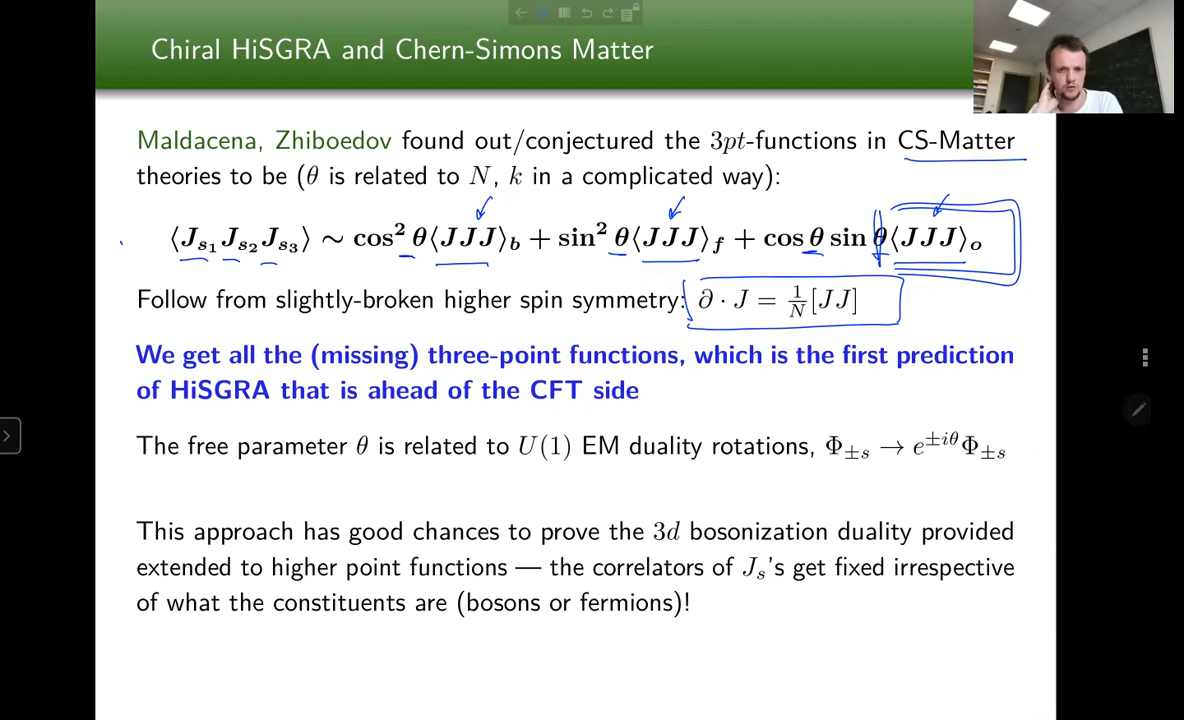 Chiral HiSGRA and Chern-Simons Matter
Maldacena, Zhiboedov found out/conjectured the 3pt-functions in CS-Matter
theories to be (θ is related to N, k in a complicated way):
⟨J_{s_1} J_{s_2} J_{s_3}⟩ ∼ cos² θ⟨JJJ⟩_b + sin² θ⟨JJJ⟩_f + cos θ sin θ⟨JJJ⟩_o
Follow from slightly-broken higher spin symmetry: ∂ · J = \frac{1}{N}[JJ]
We get all the (missing) three-point functions, which is the first prediction
of HiSGRA that is ahead of the CFT side
The free parameter θ is related to U(1) EM duality rotations, Φ_{±s} → e^{±iθ}Φ_{±s}
This approach has good chances to prove the 3d bosonization duality provided
extended to higher point functions — the correlators of J_s's get fixed irrespective
of what the constituents are (bosons or fermions)!